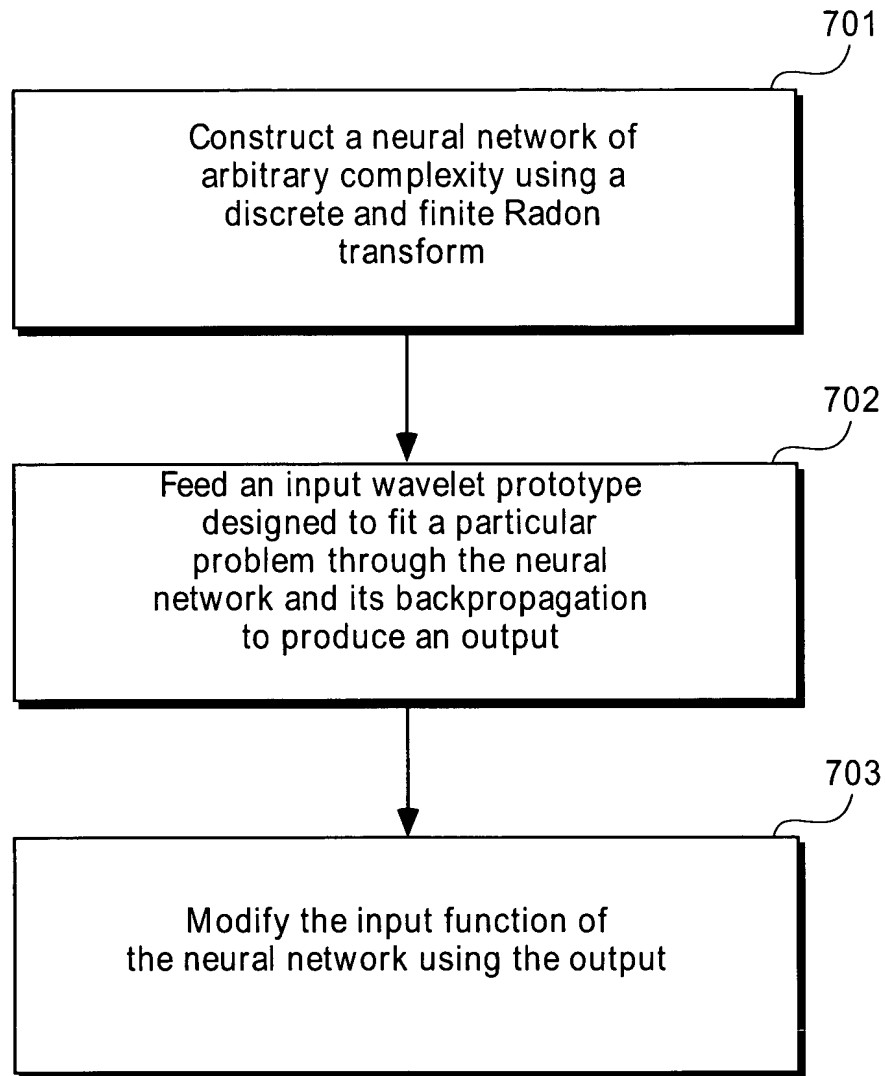 701
Construct a neural network of
arbitrary complexity using a
discrete and finite Radon
transform
702
Feed an input wavelet prototype
designed to fit a particular
problem through the neural
network and its backpropagation
to produce an output
703
Modify the input function of
the neural network using the output